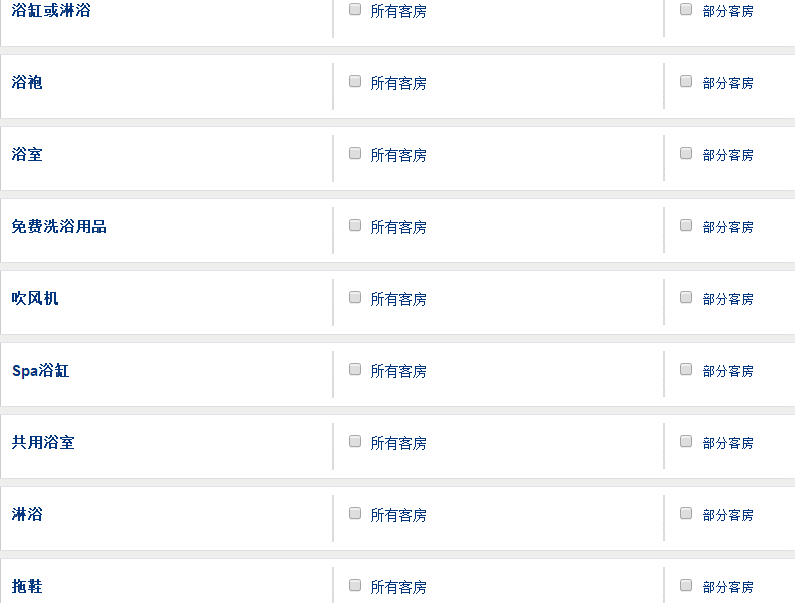 浴缸或淋浴 所有客房 部分客房
浴袍 所有客房 部分客房
浴室 所有客房 部分客房
免费洗浴用品 所有客房 部分客房
吹风机 所有客房 部分客房
Spa浴缸 所有客房 部分客房
共用浴室 所有客房 部分客房
淋浴 所有客房 部分客房
拖鞋 所有客房 部分客房